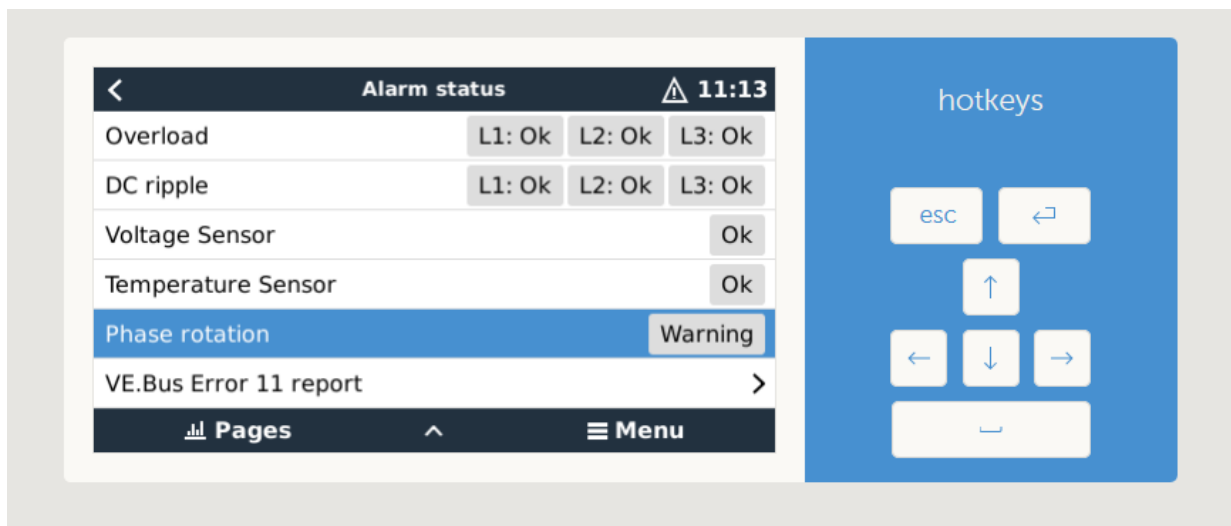 Alarm status 11:13
Overload L1: Ok L2: Ok L3: Ok
DC ripple L1: Ok L2: Ok L3: Ok
Voltage Sensor Ok
Temperature Sensor Ok
Phase rotation Warning
VE.Bus Error 11 report
Pages Menu
hotkeys
esc